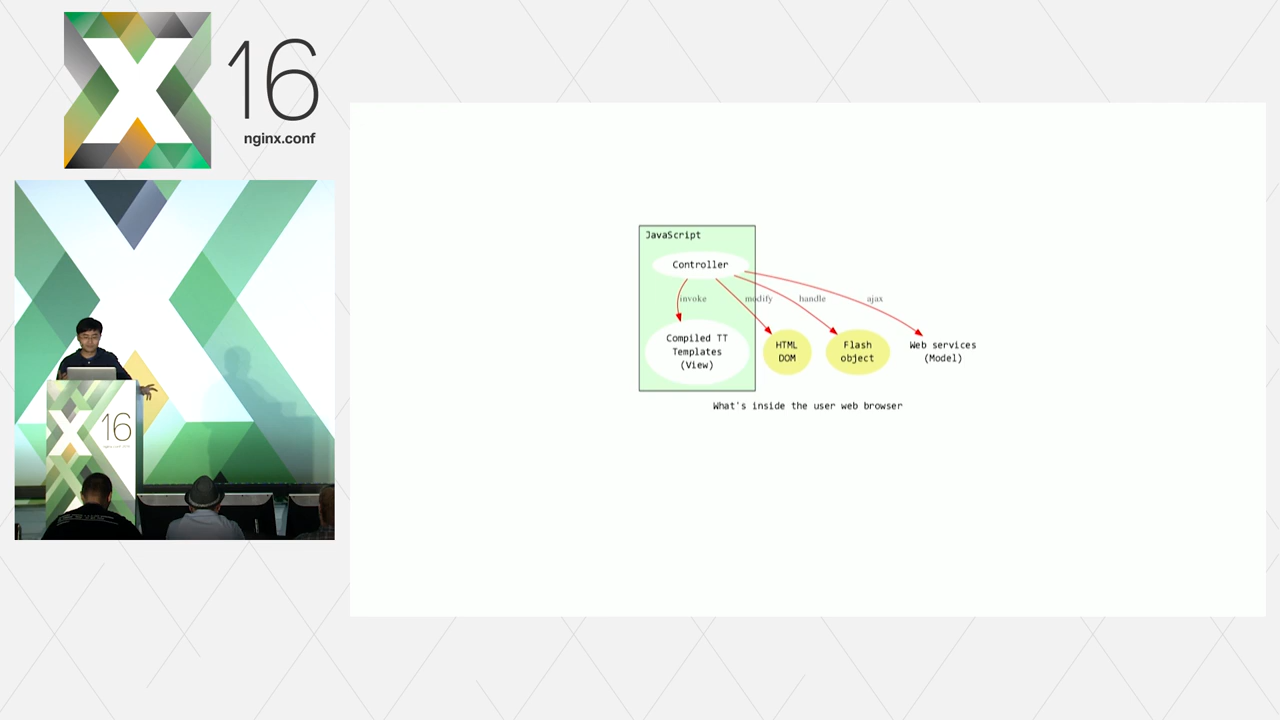 16
nginx.conf
JavaScript
Controller
invoke
modify
handle
ajax
Compiled TT
Templates
(View)
HTML
DOM
Flash
object
Web services
(Model)
What's inside the user web browser
16